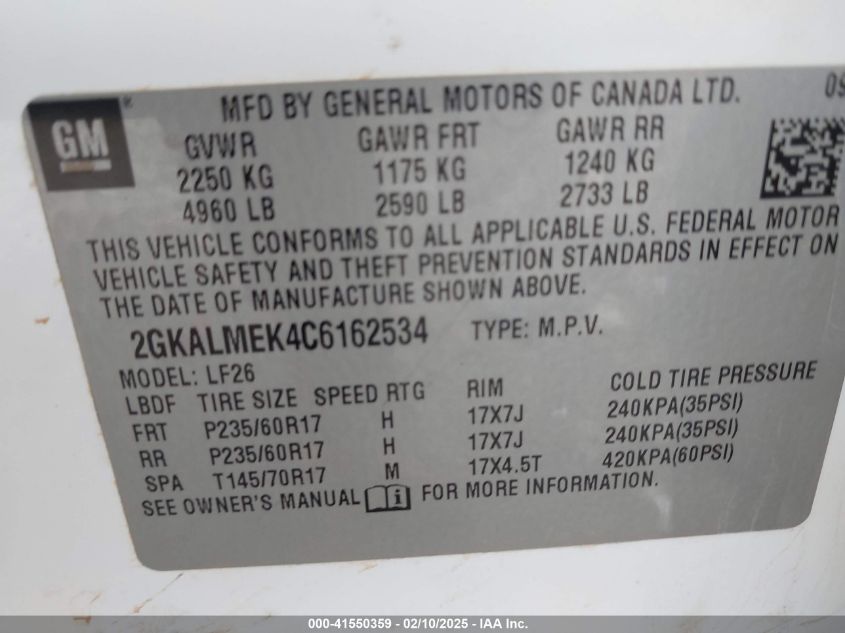 MFD BY GENERAL MOTORS OF CANADA LTD. 09
GM ®
GVWR GAWR FRT GAWR RR
2250 KG 1175 KG 1240 KG
4960 LB 2590 LB 2733 LB
THIS VEHICLE CONFORMS TO ALL APPLICABLE U.S. FEDERAL MOTOR
VEHICLE SAFETY AND THEFT PREVENTION STANDARDS IN EFFECT ON
THE DATE OF MANUFACTURE SHOWN ABOVE.
2GKALMEK4C6162534 TYPE: M.P.V.
MODEL: LF26
LBDF TIRE SIZE SPEED RTG RIM COLD TIRE PRESSURE
FRT P235/60R17 H 17X7J 240KPA(35PSI)
RR P235/60R17 H 17X7J 240KPA(35PSI)
SPA T145/70R17 M 17X4.5T 420KPA(60PSI)
SEE OWNER'S MANUAL i FOR MORE INFORMATION.
000-41550359 - 02/10/2025 - IAA Inc.